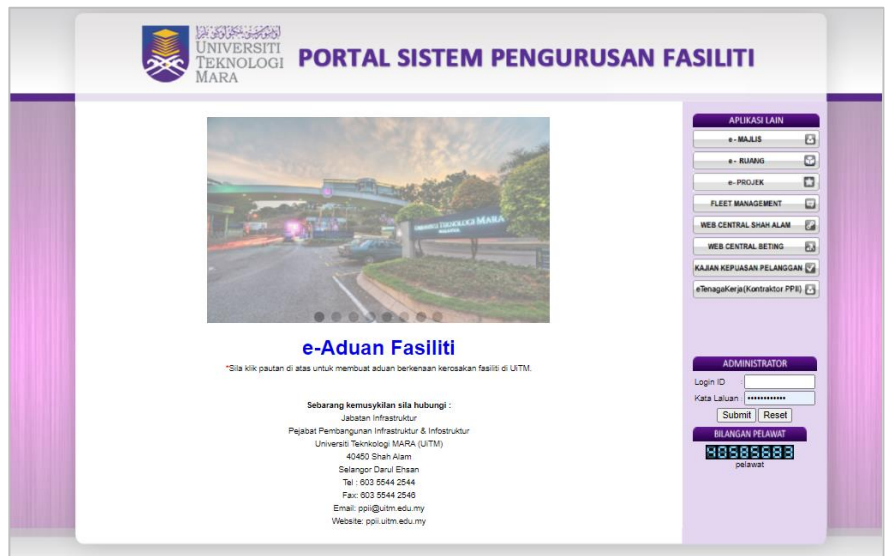 UNIVERSITI
TEKNOLOGI
MARA
PORTAL SISTEM PENGURUSAN FASILITI
UNIVERSITI TEKNOLOGI MARA
e-Aduan Fasiliti
*Sila klik pautan di atas untuk membuat aduan berkenaan kerosakan fasiliti di UiTM.
Sebarang kemusykilan sila hubungi :
Jabatan Infrastruktur
Pejabat Pembangunan Infrastruktur & Infostruktur
Universiti Teknkologi MARA (UiTM)
40450 Shah Alam
Selangor Darul Ehsan
Tel : 603 5544 2544
Fax: 603 5544 2546
Email: ppii@uitm.edu.my
Website: ppii.uitm.edu.my
APLIKASI LAIN
e - MAJLIS
e - RUANG
e- PROJEK
FLEET MANAGEMENT
WEB CENTRAL SHAH ALAM
WEB CENTRAL BETING
KAJIAN KEPUASAN PELANGGAN
eTenagaKerja(Kontraktor PPII)
ADMINISTRATOR
Login ID :
Kata Laluan :
Submit Reset
BILANGAN PELAWAT
48585683
pelawat